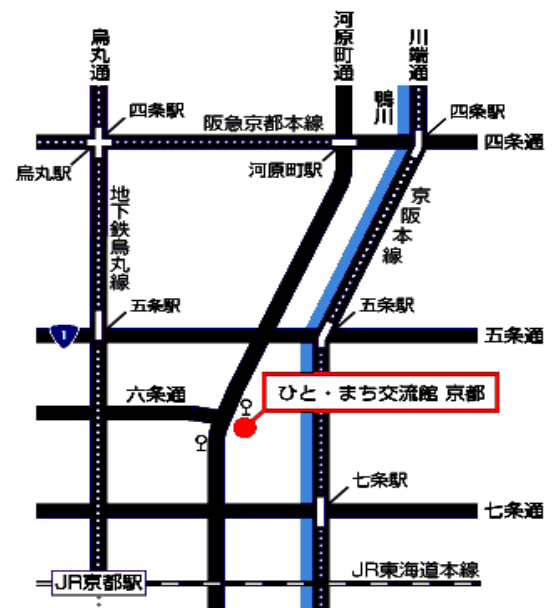 烏丸通
河原町通
川端通
鴨川
四条駅
阪急京都本線
四条駅
四条通
烏丸駅
河原町駅
地下鉄烏丸線
京阪本線
五条駅
五条駅
1
五条通
六条通
ひと・まち交流館 京都
七条駅
七条通
JR東海道本線
JR京都駅